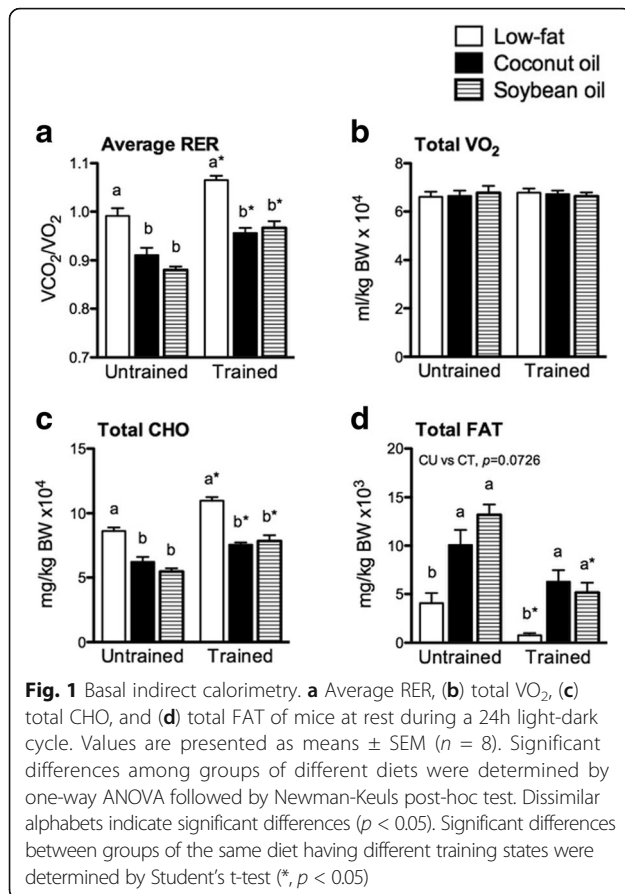 Low-fat
Coconut oil
Soybean oil
a
Average RER
VCO2/VO2
1.1
1.0
0.9
0.8
0.7
a
b
b
a*
b*
b*
Untrained
Trained
b
Total VO2
ml/kg BW x 10^4
8
6
4
2
0
Untrained
Trained
c
Total CHO
mg/kg BW x10^4
15
10
5
0
a
b
b
a*
b*
b*
Untrained
Trained
d
Total FAT
CU vs CT, p=0.0726
mg/kg BW x10^3
20
15
10
5
0
b
a
a
b*
a
a*
Untrained
Trained
Fig. 1 Basal indirect calorimetry. a Average RER, (b) total VO2, (c)
total CHO, and (d) total FAT of mice at rest during a 24h light-dark
cycle. Values are presented as means ± SEM (n = 8). Significant
differences among groups of different diets were determined by
one-way ANOVA followed by Newman-Keuls post-hoc test. Dissimilar
alphabets indicate significant differences (p < 0.05). Significant differences
between groups of the same diet having different training states were
determined by Student's t-test (*, p < 0.05)